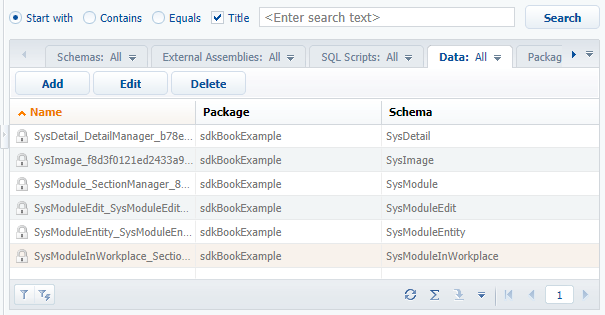 Start with Contains Equals Title <Enter search text> Search
Schemas: All External Assemblies: All SQL Scripts: All Data: All Packag
Add Edit Delete
Name Package Schema
SysDetail_DetailManager_b78e... sdkBookExample SysDetail
SysImage_f8d3f0121ed2433a9... sdkBookExample SysImage
SysModule_SectionManager_8... sdkBookExample SysModule
SysModuleEdit_SysModuleEdit... sdkBookExample SysModuleEdit
SysModuleEntity_SysModuleEn... sdkBookExample SysModuleEntity
SysModuleInWorkplace_Sectio... sdkBookExample SysModuleInWorkplace
1